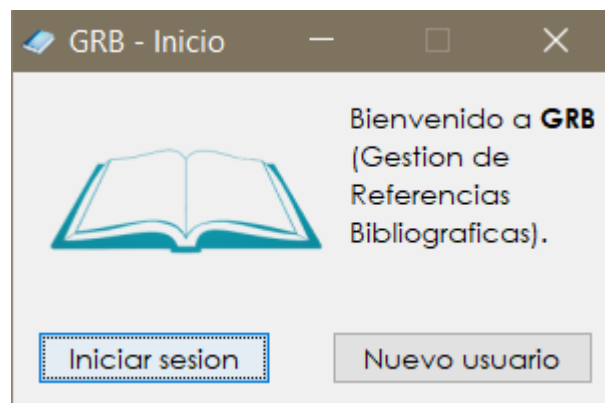 GRB - Inicio
Bienvenido a GRB
(Gestion de
Referencias
Bibliograficas).
Iniciar sesion
Nuevo usuario